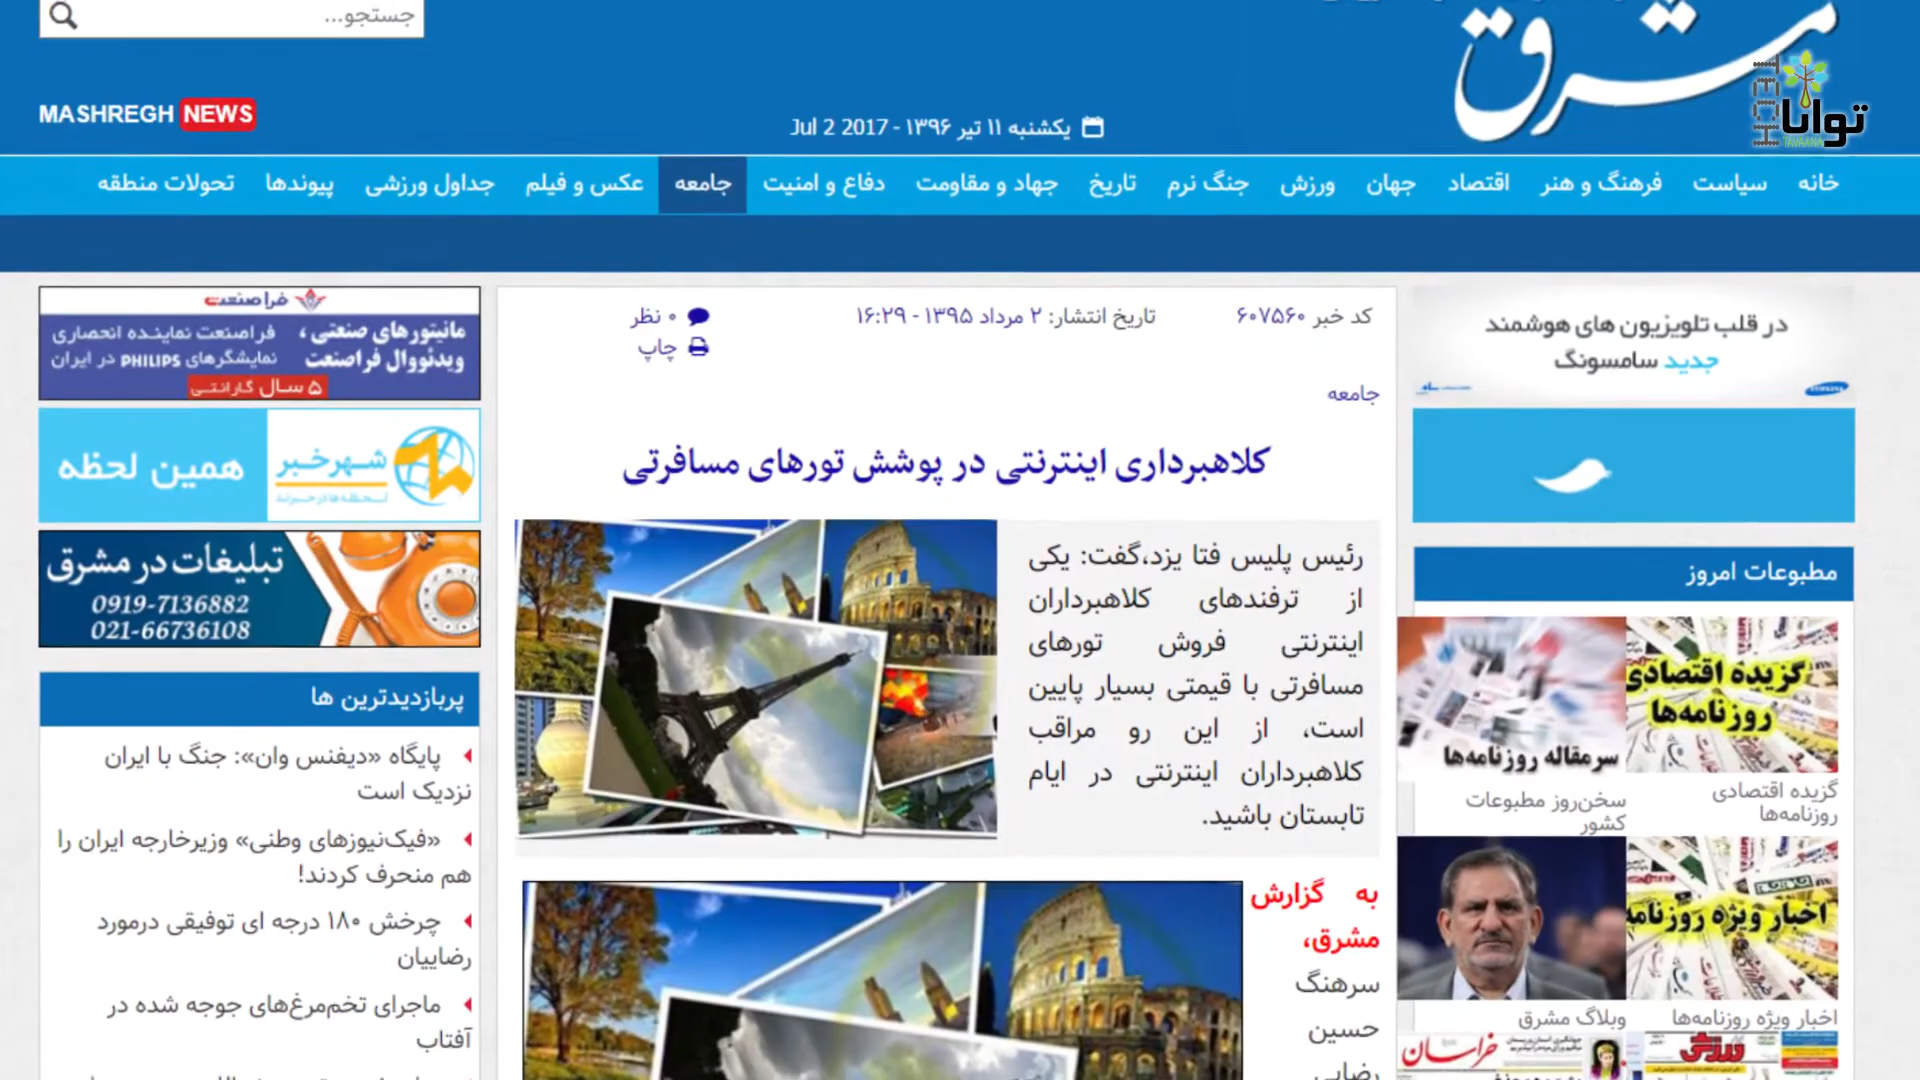 جستجو...
مشرق
MASHREGH NEWS
یکشنبه ۱۱ تیر ۱۳۹۶ - Jul 2 2017
توانا
TAVAANA
خانه سیاست فرهنگ و هنر اقتصاد جهان ورزش جنگ نرم تاریخ جهاد و مقاومت دفاع و امنیت جامعه عکس و فیلم جداول ورزشی پیوندها تحولات منطقه
در قلب تلویزیون های هوشمند
جدید سامسونگ
SAMSUNG
مطبوعات امروز
گزیده اقتصادی
روزنامه‌ها
سرمقاله روزنامه‌ها
گزیده اقتصادی
روزنامه‌ها
سخن‌روز مطبوعات
کشور
اخبار ویژه روزنامه
اخبار ویژه روزنامه‌ها
وبلاگ مشرق
خراسان
کد خبر ۶۰۷۵۶۰
تاریخ انتشار: ۲ مرداد ۱۳۹۵ - ۱۶:۲۹
۰ نظر
چاپ
جامعه
کلاهبرداری اینترنتی در پوشش تورهای مسافرتی
رئیس پلیس فتا یزد،گفت: یکی
از ترفندهای کلاهبرداران
اینترنتی فروش تورهای
مسافرتی با قیمتی بسیار پایین
است، از این رو مراقب
کلاهبرداران اینترنتی در ایام
تابستان باشید.
به گزارش
مشرق،
سرهنگ
حسین
رضایی
فراصنعت
مانیتورهای صنعتی ،
ویدئووال فراصنعت
فراصنعت نماینده انحصاری
نمایشگرهای PHILIPS در ایران
۵ سال گارانتی
شهرخبر
لحظه‌ها در خبرند
همین لحظه
تبلیغات در مشرق
0919-7136882
021-66736108
پربازدیدترین ها
پایگاه «دیفنس وان»: جنگ با ایران
نزدیک است
«فیک‌نیوزهای وطنی» وزیرخارجه ایران را
هم منحرف کردند!
چرخش ۱۸۰ درجه ای توفیقی درمورد
رضاییان
ماجرای تخم‌مرغ‌های جوجه شده در
آفتاب